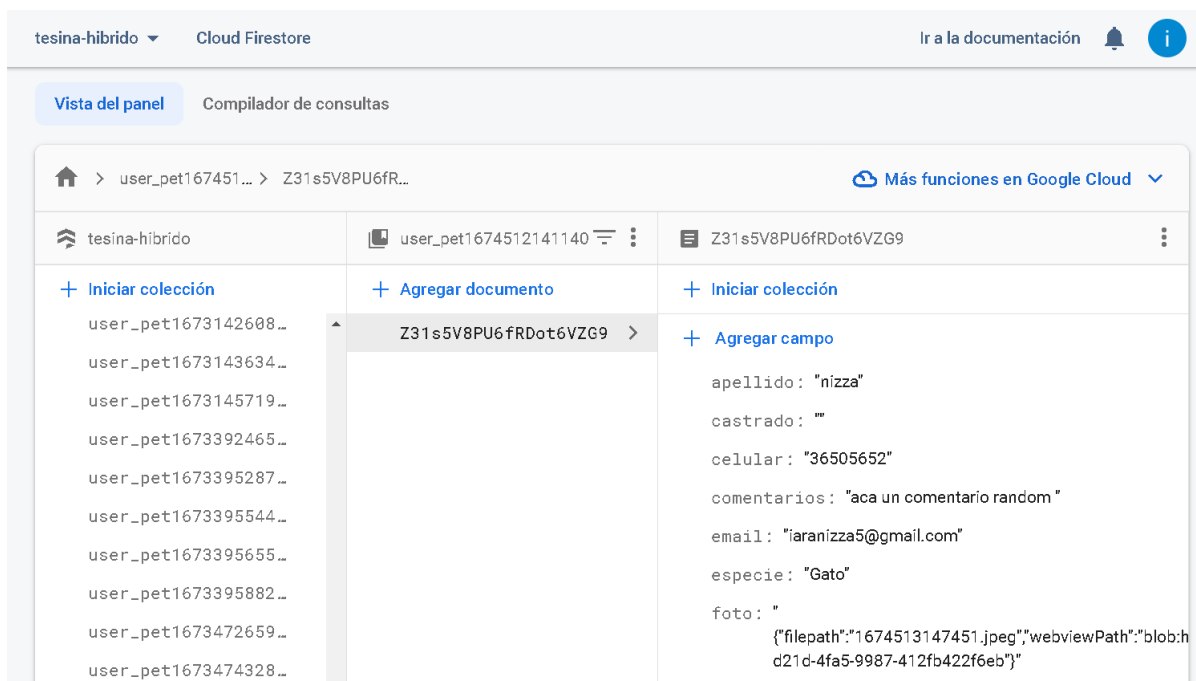 tesina-hibrido Cloud Firestore Ir a la documentación i
Vista del panel Compilador de consultas
user_pet167451... Z31s5V8PU6fR... Más funciones en Google Cloud
tesina-hibrido user_pet1674512141140 Z31s5V8PU6fRDot6VZG9
+ Iniciar colección + Agregar documento + Iniciar colección
user_pet1673142608…
user_pet1673143634…
user_pet1673145719…
user_pet1673392465…
user_pet1673395287…
user_pet1673395544…
user_pet1673395655…
user_pet1673395882…
user_pet1673472659…
user_pet1673474328…
Z31s5V8PU6fRDot6VZG9
+ Agregar campo
apellido: "nizza"
castrado: ""
celular: "36505652"
comentarios: "aca un comentario random "
email: "iaranizza5@gmail.com"
especie: "Gato"
foto: "
{"filepath":"1674513147451.jpeg","webviewPath":"blob:h
d21d-4fa5-9987-412fb422f6eb"}"